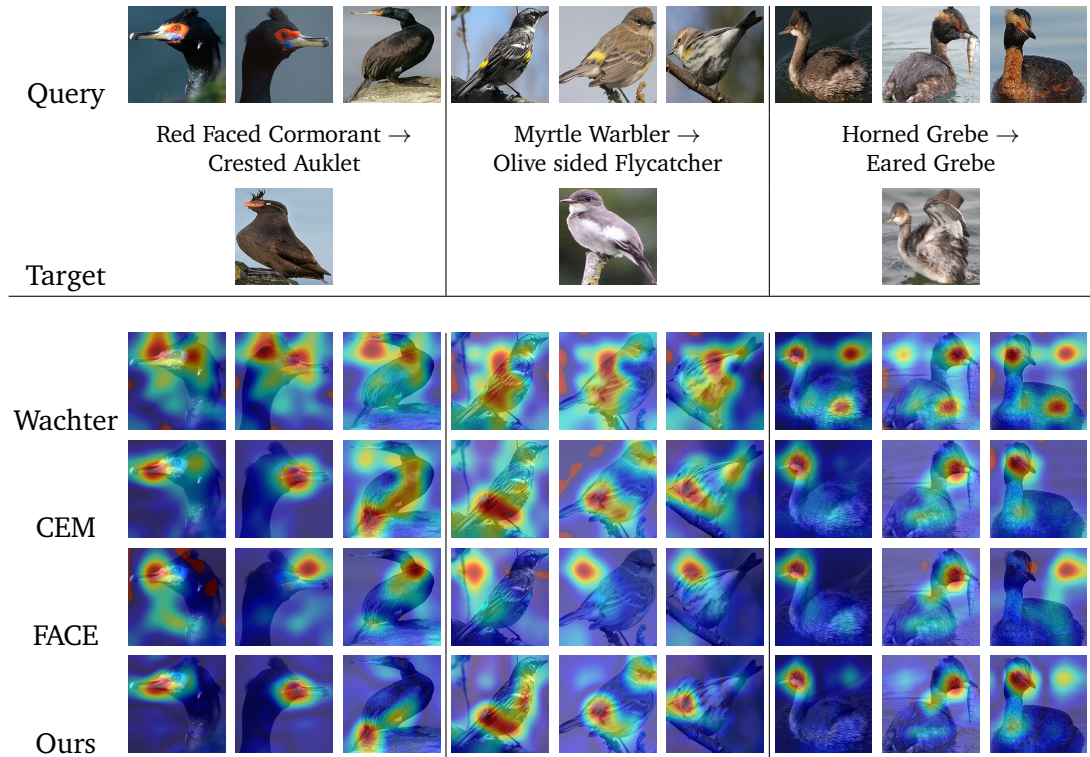 Query
Red Faced Cormorant →
Crested Auklet
Myrtle Warbler →
Olive sided Flycatcher
Horned Grebe →
Eared Grebe
Target
Wachter
CEM
FACE
Ours